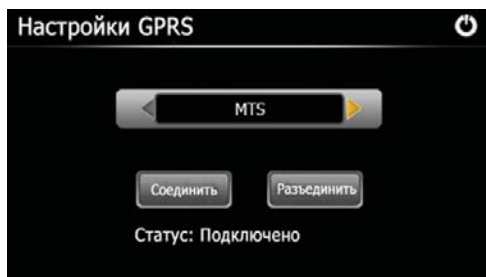 Настройки GPRS
MTS
Соединить Разъединить
Статус: Подключено